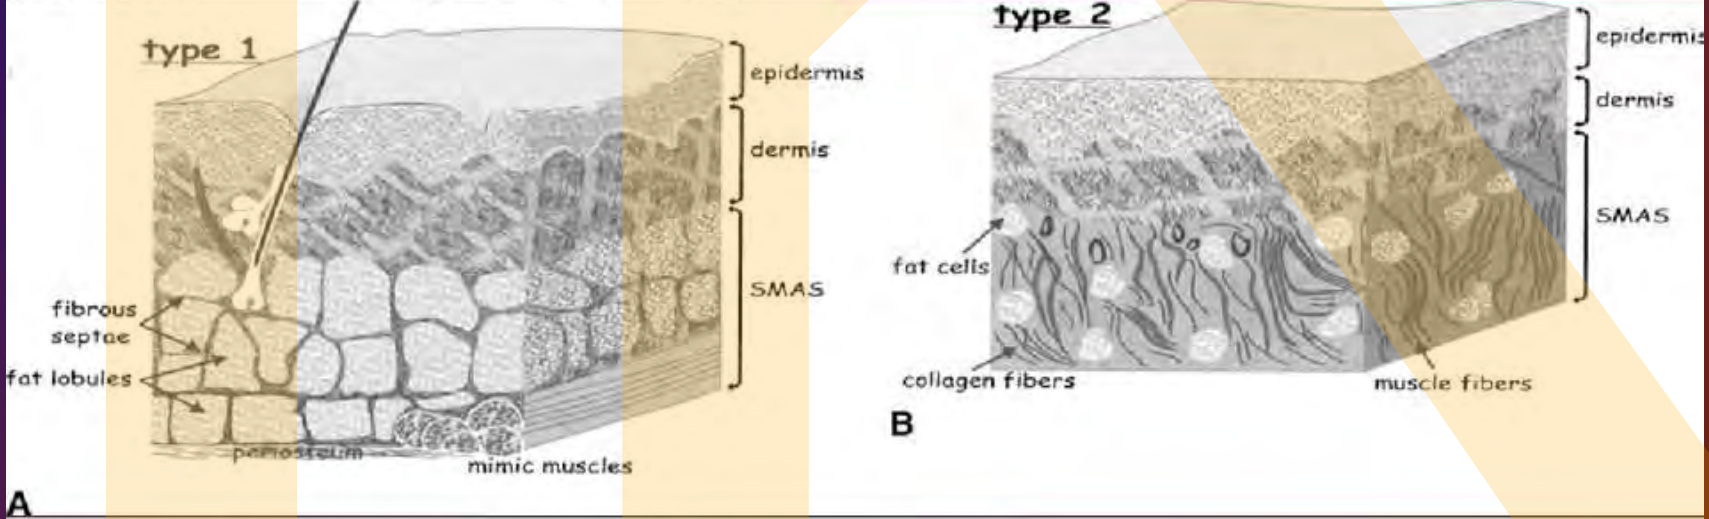 type 1
epidermis
dermis
SMAS
fibrous
septae
fat lobules
periosteum
mimic muscles
A
type 2
epidermis
dermis
SMAS
fat cells
collagen fibers
muscle fibers
B